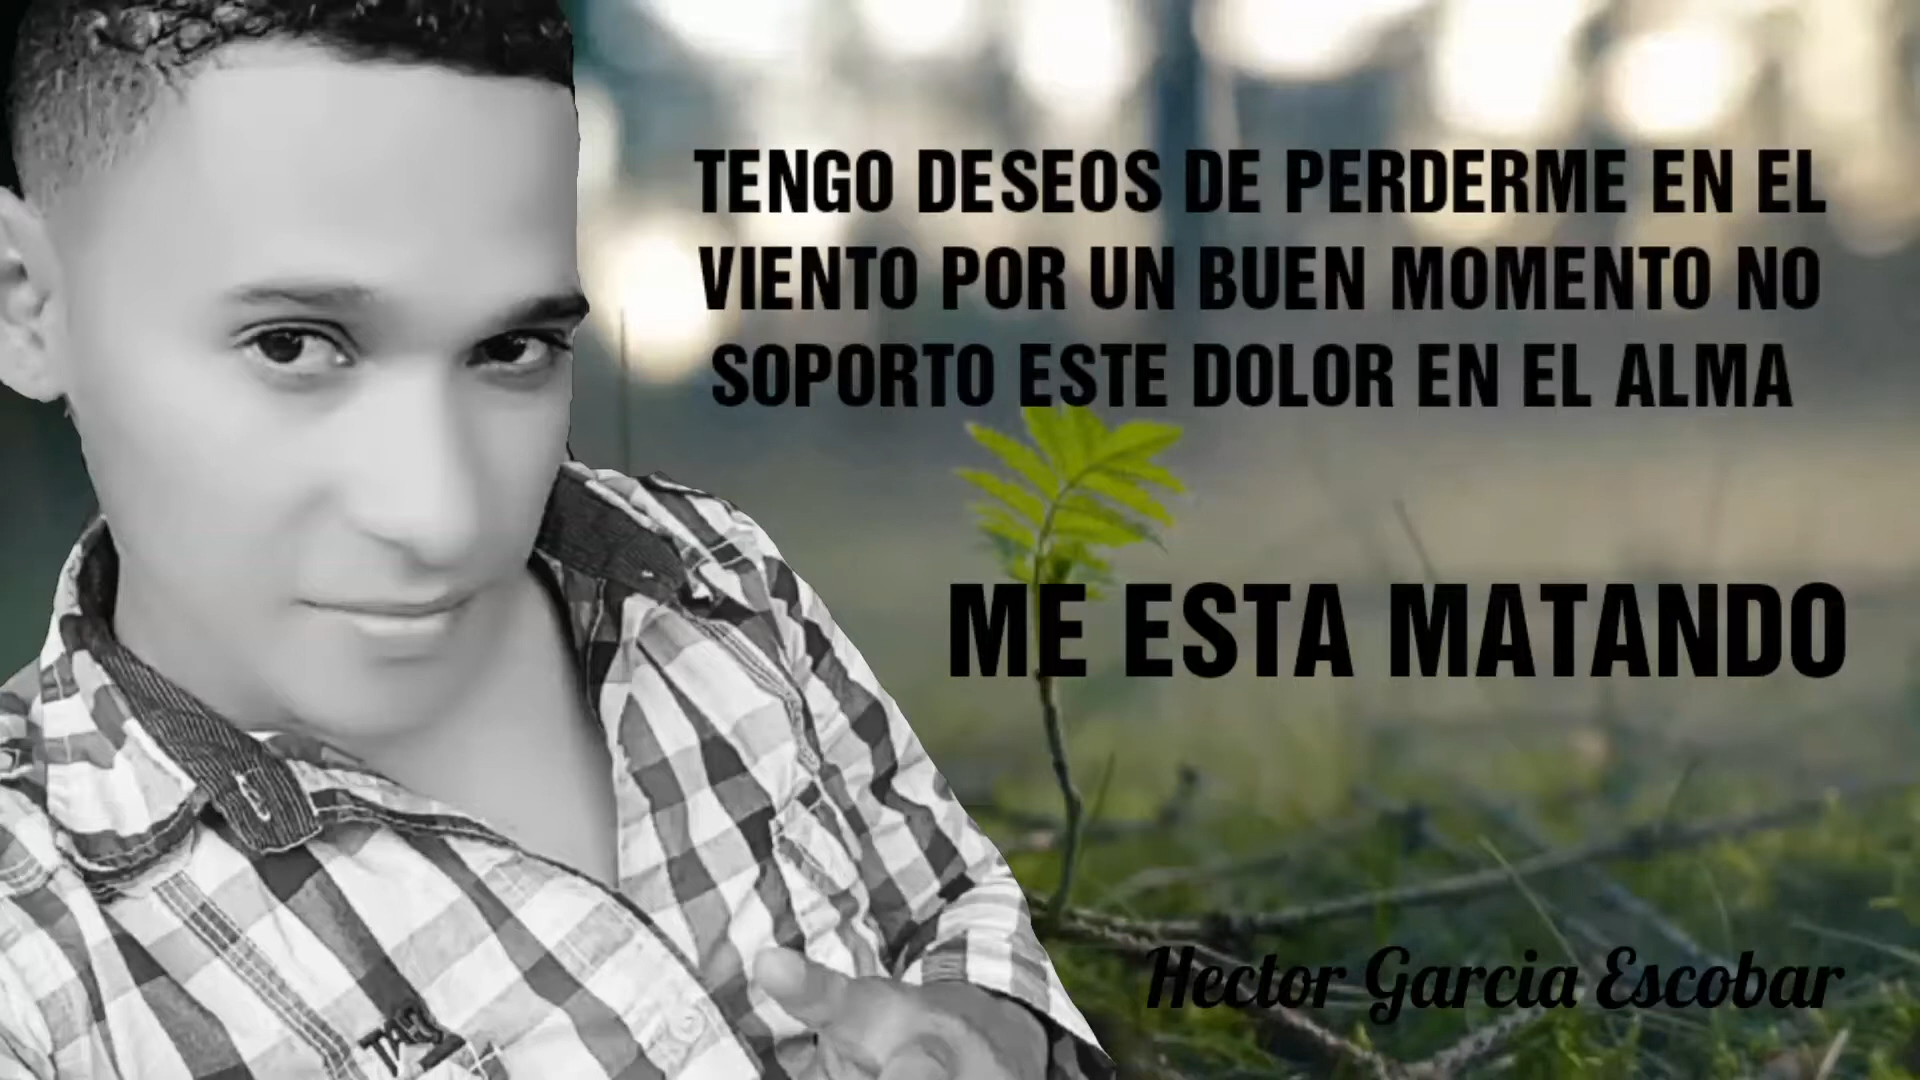 TENGO DESEOS DE PERDERME EN EL
VIENTO POR UN BUEN MOMENTO NO
SOPORTO ESTE DOLOR EN EL ALMA
ME ESTA MATANDO
Hector Garcia Escobar